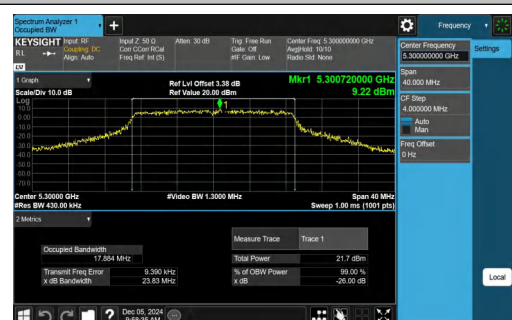 Spectrum Analyzer 1
Occupied BW
Frequency
KEYSIGHT Input: RF Input Z: 50 Ω Atten: 30 dB Trig: Free Run Center Freq: 5.300000000 GHz
RL Coupling: DC Corr CCorr RCal Gate: Off Avg|Hold: 10/10
Align: Auto Freq Ref: Int (S) #IF Gain: Low Radio Std: None
LXI
Center Frequency
5.300000000 GHz
Settings
Span
40.000 MHz
CF Step
4.000000 MHz
Auto
Man
Freq Offset
0 Hz
1 Graph
Scale/Div 10.0 dB
Ref Lvl Offset 3.38 dB
Ref Value 20.00 dBm
Mkr1 5.300720000 GHz
9.22 dBm
Log
10.0
0.00
-10.0
-20.0
-30.0
-40.0
-50.0
-60.0
-70.0
1
Center 5.30000 GHz #Video BW 1.3000 MHz Span 40 MHz
#Res BW 430.00 kHz Sweep 1.00 ms (1001 pts)
2 Metrics
Measure Trace Trace 1
Occupied Bandwidth
17.884 MHz
Total Power 21.7 dBm
Transmit Freq Error 9.390 kHz % of OBW Power 99.00 %
x dB Bandwidth 23.83 MHz x dB -26.00 dB
Local
Dec 05, 2024
9:58:35 AM